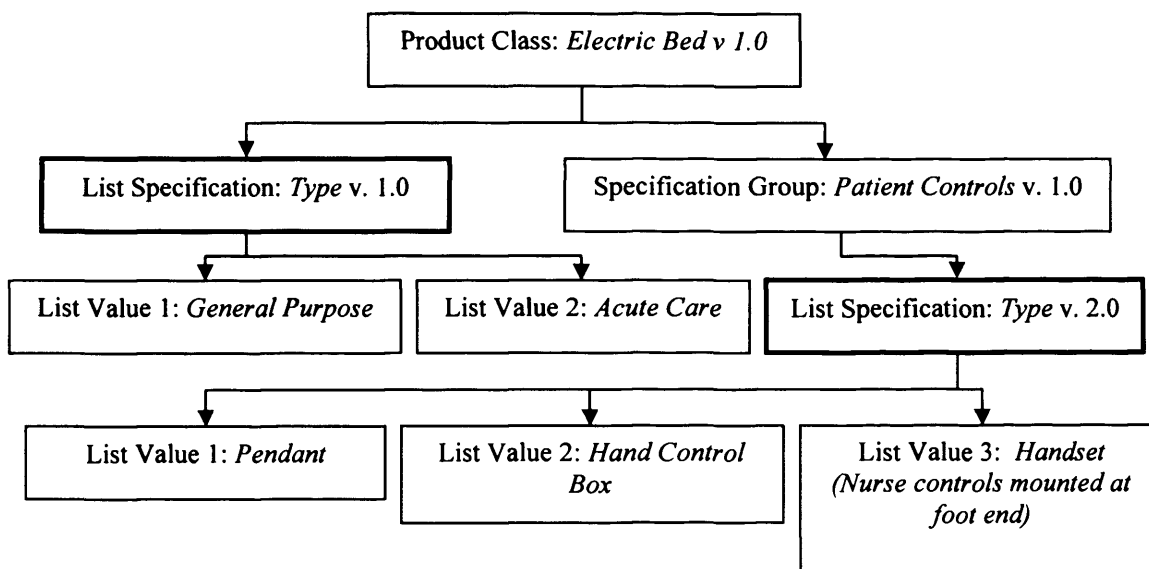 Product Class: Electric Bed v 1.0
List Specification: Type v. 1.0
Specification Group: Patient Controls v. 1.0
List Value 1: General Purpose
List Value 2: Acute Care
List Specification: Type v. 2.0
List Value 1: Pendant
List Value 2: Hand Control
Box
List Value 3: Handset
(Nurse controls mounted at
foot end)